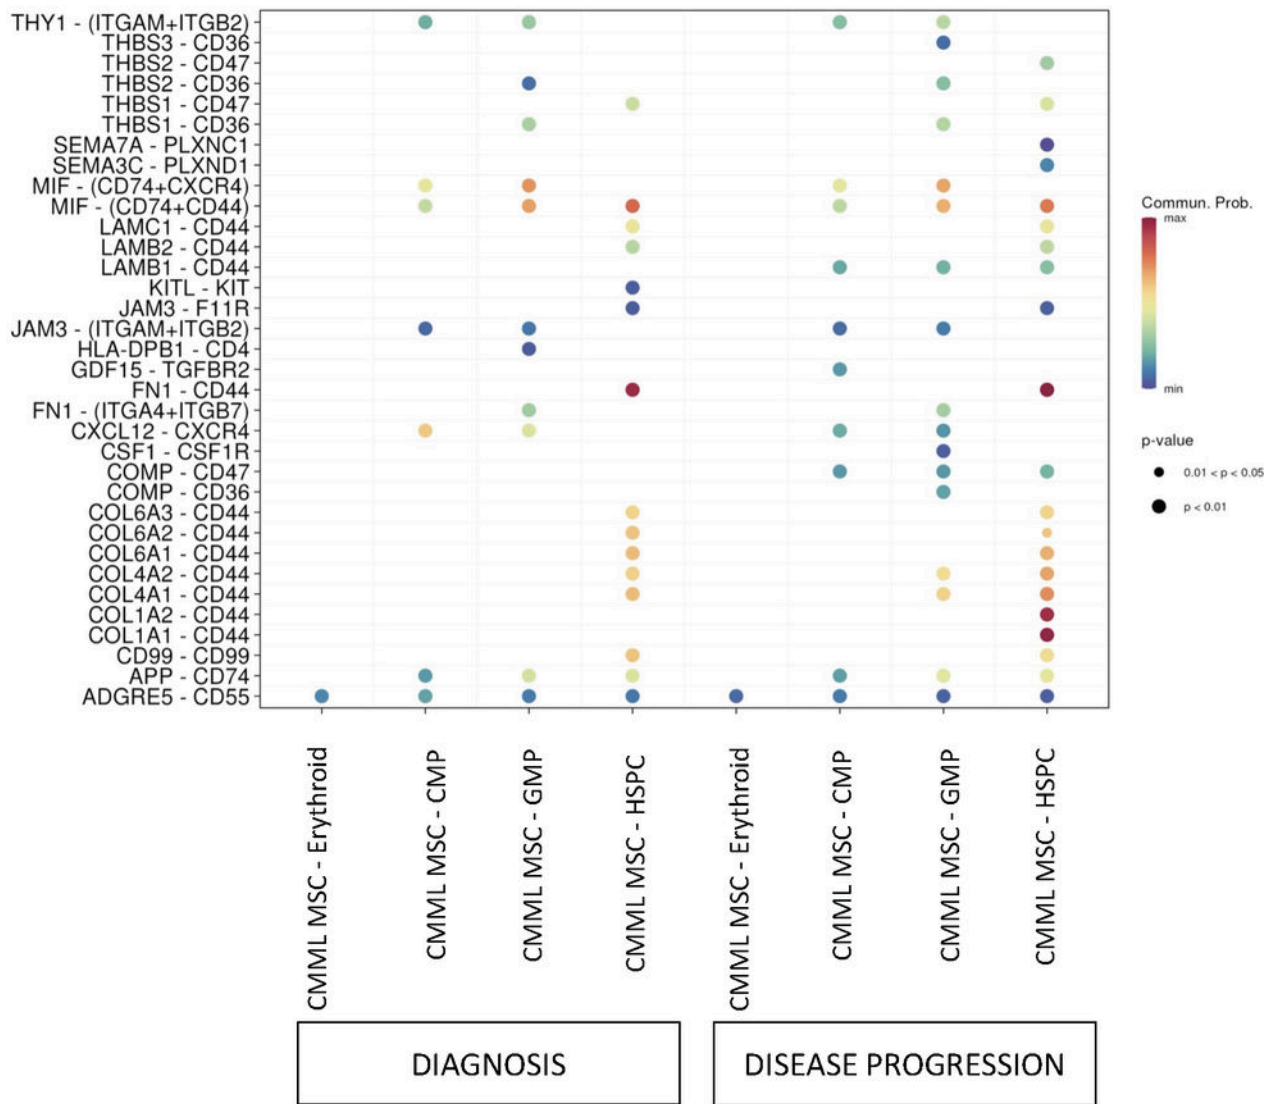 THY1 - (ITGAM+ITGB2)
THBS3 - CD36
THBS2 - CD47
THBS2 - CD36
THBS1 - CD47
THBS1 - CD36
SEMA7A - PLXNC1
SEMA3C - PLXND1
MIF - (CD74+CXCR4)
MIF - (CD74+CD44)
LAMC1 - CD44
LAMB2 - CD44
LAMB1 - CD44
KITL - KIT
JAM3 - F11R
JAM3 - (ITGAM+ITGB2)
HLA-DPB1 - CD4
GDF15 - TGFBR2
FN1 - CD44
FN1 - (ITGA4+ITGB7)
CXCL12 - CXCR4
CSF1 - CSF1R
COMP - CD47
COMP - CD36
COL6A3 - CD44
COL6A2 - CD44
COL6A1 - CD44
COL4A2 - CD44
COL4A1 - CD44
COL1A2 - CD44
COL1A1 - CD44
CD99 - CD99
APP - CD74
ADGRE5 - CD55
Commun. Prob.
max
min
p-value
0.01 < p < 0.05
p < 0.01
CMML MSC - Erythroid
CMML MSC - CMP
CMML MSC - GMP
CMML MSC - HSPC
CMML MSC - Erythroid
CMML MSC - CMP
CMML MSC - GMP
CMML MSC - HSPC
DIAGNOSIS
DISEASE PROGRESSION